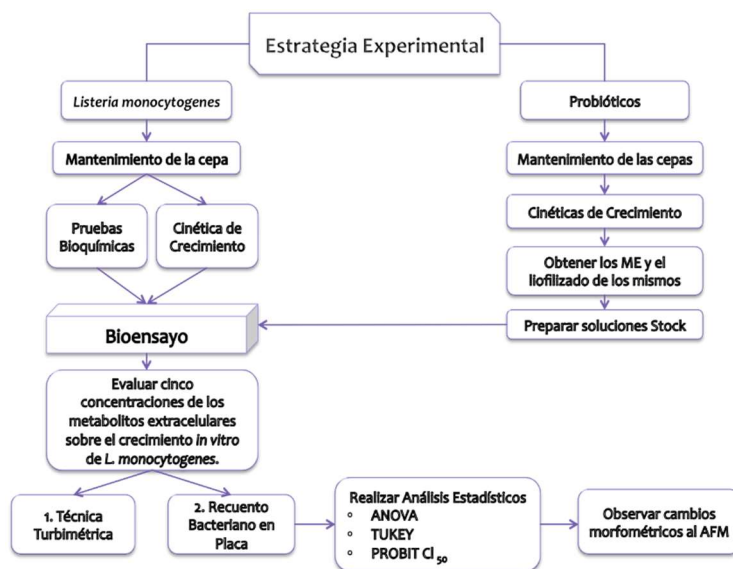 Estrategia Experimental
Listeria monocytogenes
Probióticos
Mantenimiento de la cepa
Mantenimiento de las cepas
Pruebas
Bioquímicas
Cinética de
Crecimiento
Cinéticas de Crecimiento
Obtener los ME y el
liofilizado de los mismos
Preparar soluciones Stock
Bioensayo
Evaluar cinco
concentraciones de los
metabolitos extracelulares
sobre el crecimiento in vitro
de L. monocytogenes.
1. Técnica
Turbimétrica
2. Recuento
Bacteriano en
Placa
Realizar Análisis Estadísticos
◦ ANOVA
◦ TUKEY
◦ PROBIT CI 50
Observar cambios
morfométricos al AFM